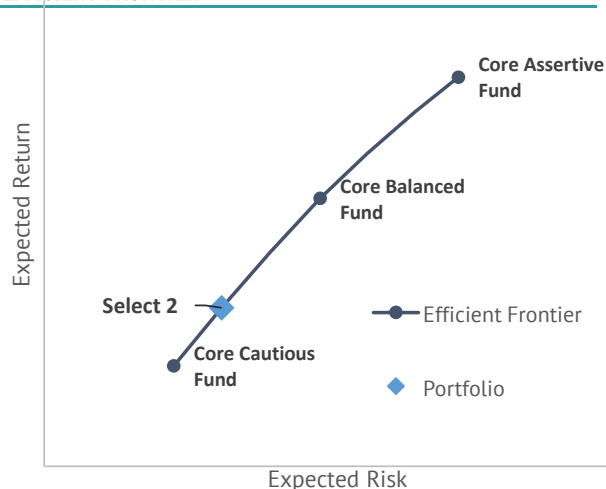 Core Assertive
Fund
Core Balanced
Fund
Expected Return
Select 2
Efficient Frontier
Core Cautious
Fund
Portfolio
Expected Risk